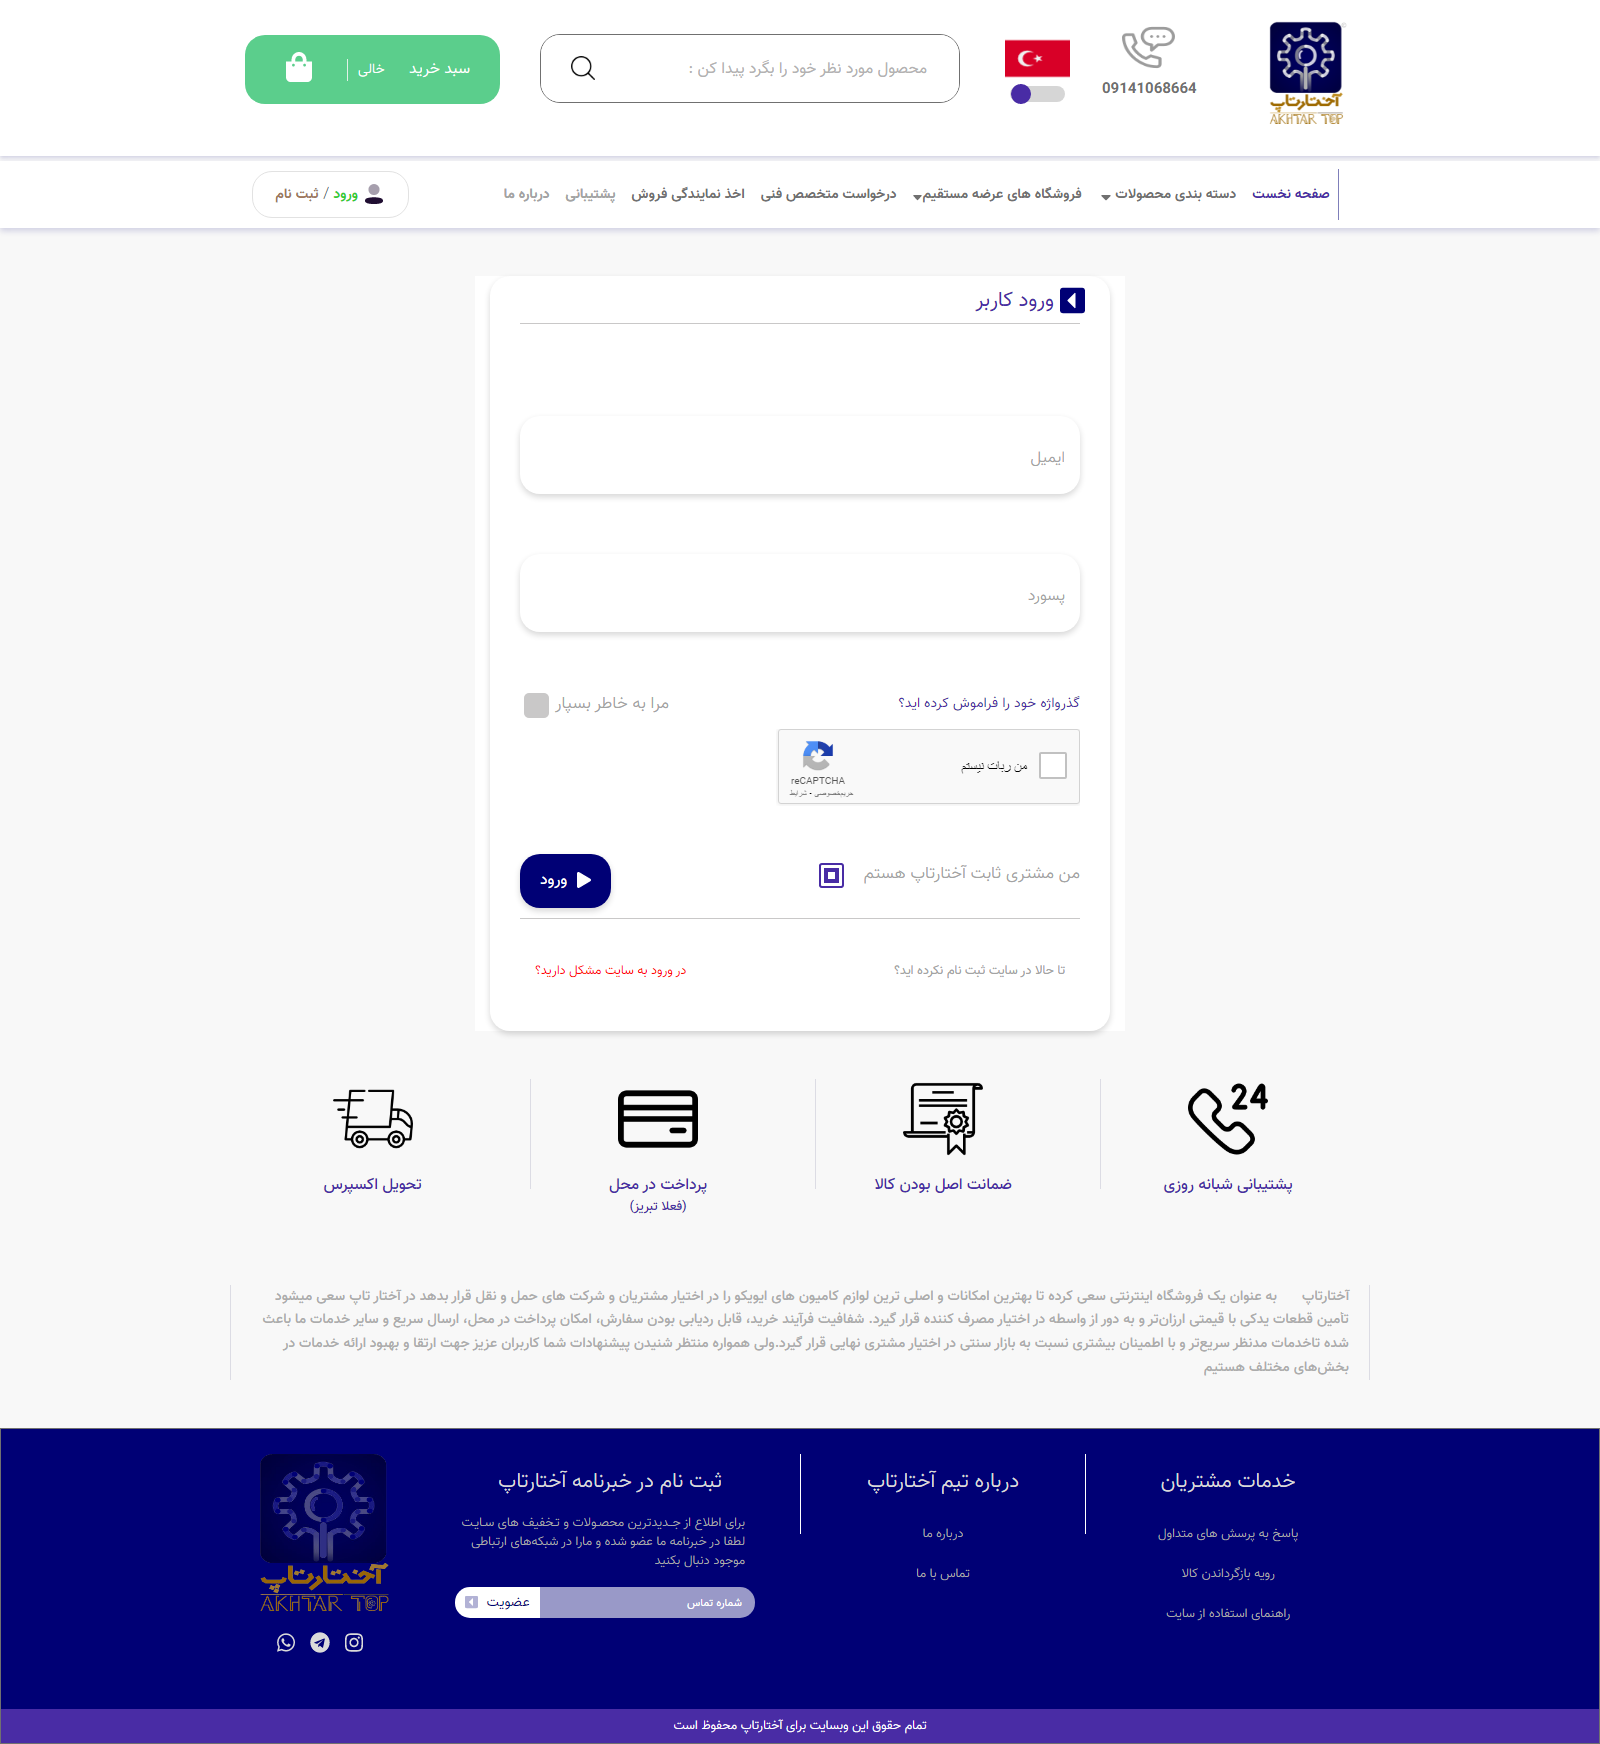 آختارتاپ
AKHTAR TOP
09141068664
محصول مورد نظر خود را بگرد پیدا کن :
سبد خرید
خالی
صفحه نخست
دسته بندی محصولات
فروشگاه های عرضه مستقیم
درخواست متخصص فنی
اخذ نمایندگی فروش
پشتیبانی
درباره ما
ورود / ثبت نام
ورود کاربر
ایمیل
پسورد
گذرواژه خود را فراموش کرده اید؟
مرا به خاطر بسپار
من ربات نیستم
reCAPTCHA
حریم‌خصوصی - شرایط
من مشتری ثابت آختارتاپ هستم
ورود
تا حالا در سایت ثبت نام نکرده اید؟
در ورود به سایت مشکل دارید؟
24
پشتیبانی شبانه روزی
ضمانت اصل بودن کالا
پرداخت در محل
(فعلا تبریز)
تحویل اکسپرس
آختارتاپ به عنوان یک فروشگاه اینترنتی سعی کرده تا بهترین امکانات و اصلی ترین لوازم کامیون های ایویکو را در اختیار مشتریان و شرکت های حمل و نقل قرار بدهد در آختار تاپ سعی میشود
تأمین قطعات یدکی با قیمتی ارزان‌تر و به دور از واسطه در اختیار مصرف کننده قرار گیرد. شفافیت فرآیند خرید، قابل ردیابی بودن سفارش، امکان پرداخت در محل، ارسال سریع و سایر خدمات ما باعث
شده تاخدمات مدنظر سریع‌تر و با اطمینان بیشتری نسبت به بازار سنتی در اختیار مشتری نهایی قرار گیرد.ولی همواره منتظر شنیدن پیشنهادات شما کاربران عزیز جهت ارتقا و بهبود ارائه خدمات در
بخش‌های مختلف هستیم
خدمات مشتریان
پاسخ به پرسش های متداول
رویه بازگرداندن کالا
راهنمای استفاده از سایت
درباره تیم آختارتاپ
درباره ما
تماس با ما
ثبت نام در خبرنامه آختارتاپ
برای اطلاع از جـدیدترین محصولات و تخفیف های سایت
لطفا در خبرنامه ما عضو شده و مارا در شبکه‌های ارتباطی
موجود دنبال بکنید
شماره تماس
عضویت
آختارتاپ
AKHTAR TOP
تمام حقوق این وبسایت برای آختارتاپ محفوظ است